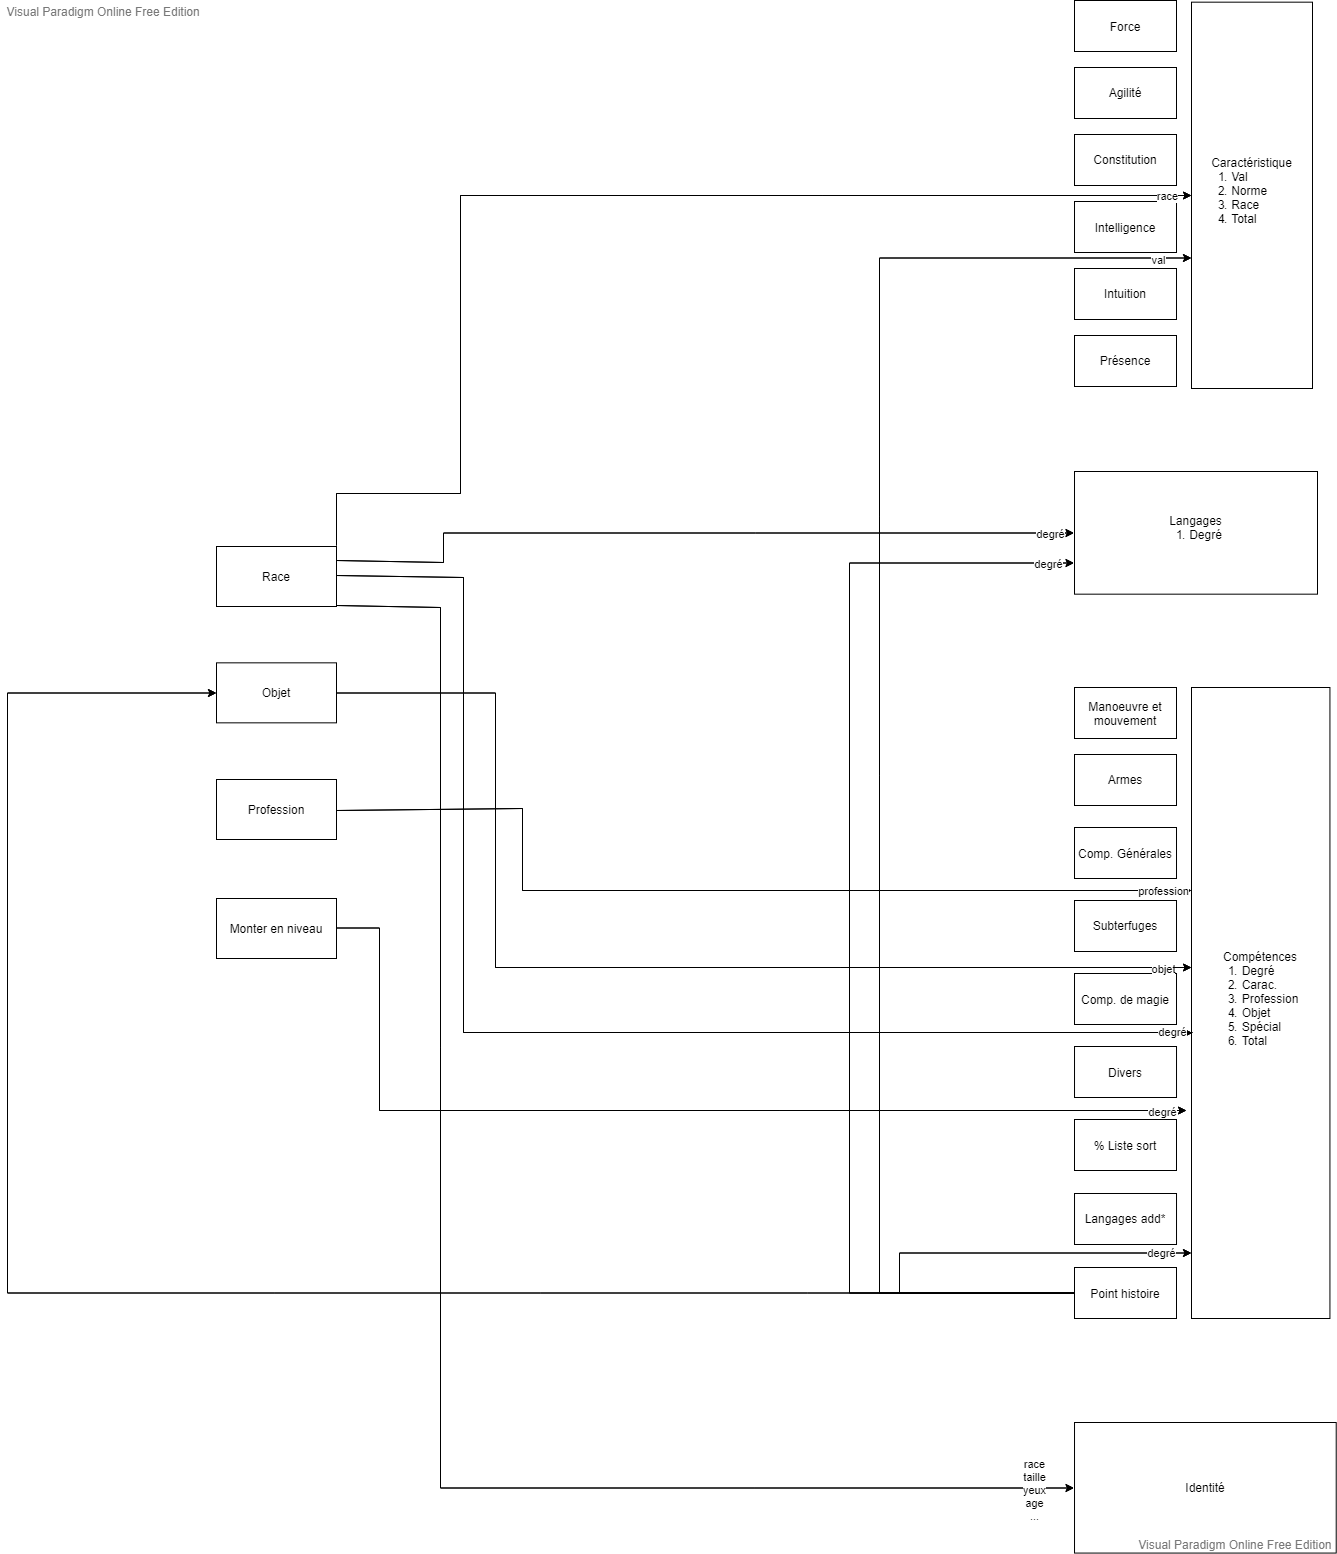 Visual Paradigm Online Free Edition
Force
Agilité
Constitution
race
Intelligence
val
Intuition
Présence
Caractéristique
1. Val
2. Norme
3. Race
4. Total
Langages
1. Degré
degré
degré
Race
Objet
Profession
Monter en niveau
Manoeuvre et
mouvement
Armes
Comp. Générales
profession
Subterfuges
objet
Comp. de magie
degré
Divers
degré
% Liste sort
Langages add*
degré
Point histoire
Compétences
1. Degré
2. Carac.
3. Profession
4. Objet
5. Spécial
6. Total
race
taille
yeux
age
...
Identité
Visual Paradigm Online Free Edition